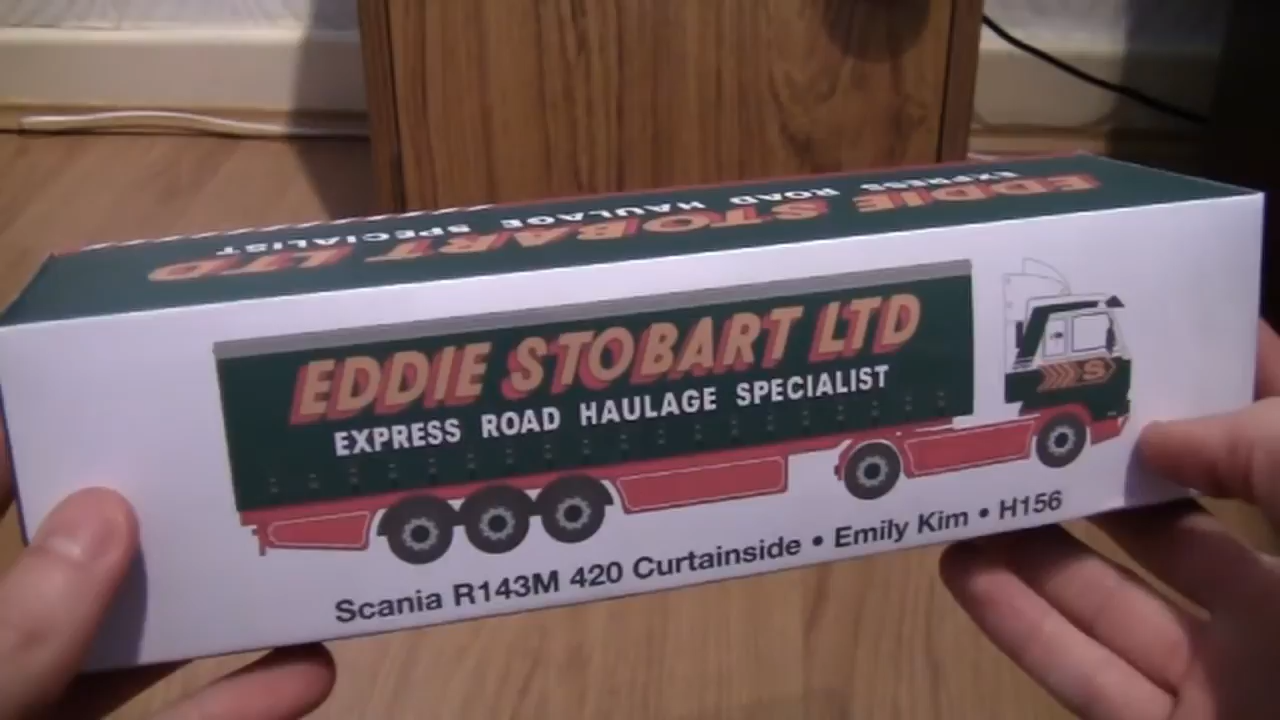 EDDIE STOBART LTD
EXPRESS ROAD HAULAGE SPECIALIST
EDDIE STOBART LTD
EXPRESS ROAD HAULAGE SPECIALIST
S
Scania R143M 420 Curtainside • Emily Kim • H156